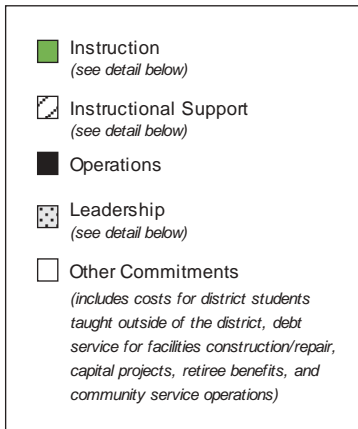 Instruction
(see detail below)
Instructional Support
(see detail below)
Operations
Leadership
(see detail below)
Other Commitments
(includes costs for district students
taught outside of the district, debt
service for facilities construction/repair,
capital projects, retiree benefits, and
community service operations)